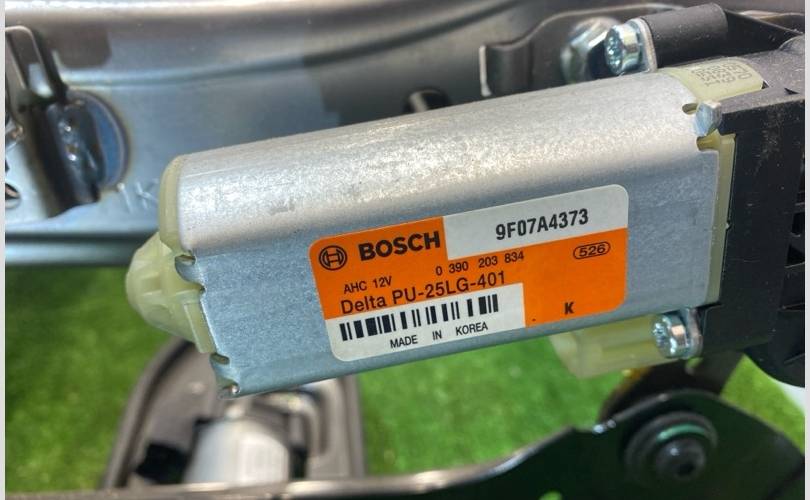 BOSCH
9F07A4373
AHC 12V
0 390 203 834
526
Delta PU-25LG-401
K
MADE IN KOREA